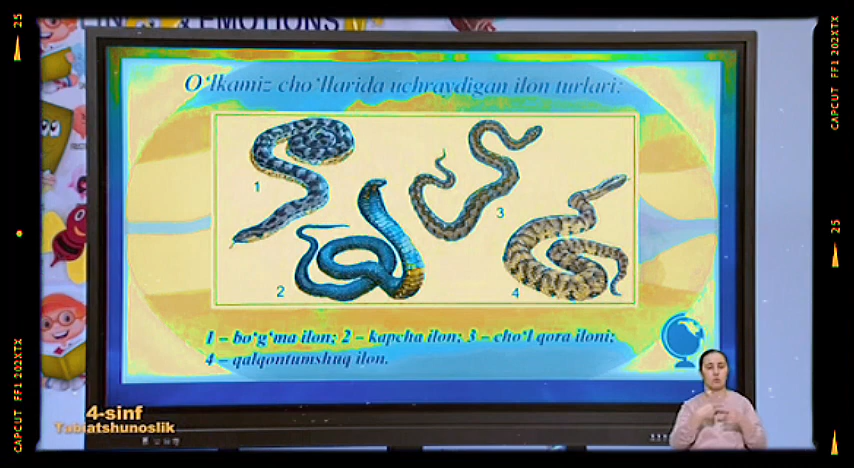 & EMOTIONS
O‘lkamiz cho‘llarida uchraydigan ilon turlari:
1
2
3
4
1 – bo‘g‘ma ilon; 2 – kapcha ilon; 3 – cho‘l qora iloni;
4 – qalqontumshuq ilon.
4-sinf
Tabiatshunoslik
25
CAPCUT FF1 202XTX
25
CAPCUT FF1 202XTX